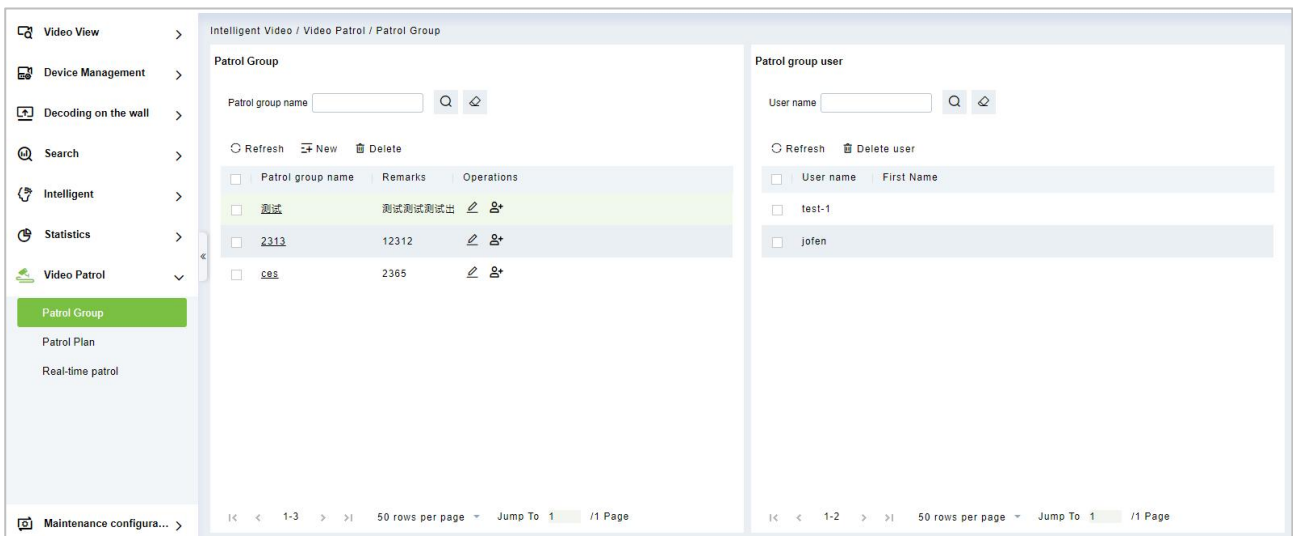 Video View
Device Management
Decoding on the wall
Search
Intelligent
Statistics
Video Patrol
Patrol Group
Patrol Plan
Real-time patrol
Maintenance configura...
Intelligent Video / Video Patrol / Patrol Group
Patrol Group
Patrol group name
Refresh New Delete
Patrol group name Remarks Operations
测试 测试测试测试出
2313 12312
ces 2365
1-3 50 rows per page Jump To 1 /1 Page
Patrol group user
User name
Refresh Delete user
User name First Name
test-1
jofen
1-2 50 rows per page Jump To 1 /1 Page